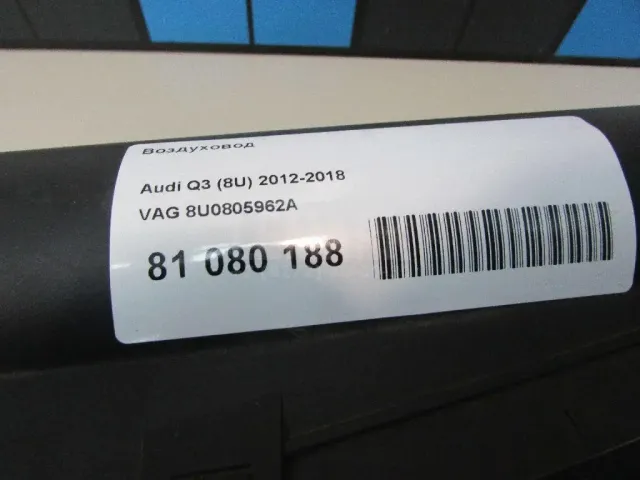 Воздуховод
Audi Q3 (8U) 2012-2018
VAG 8U0805962A
81 080 188